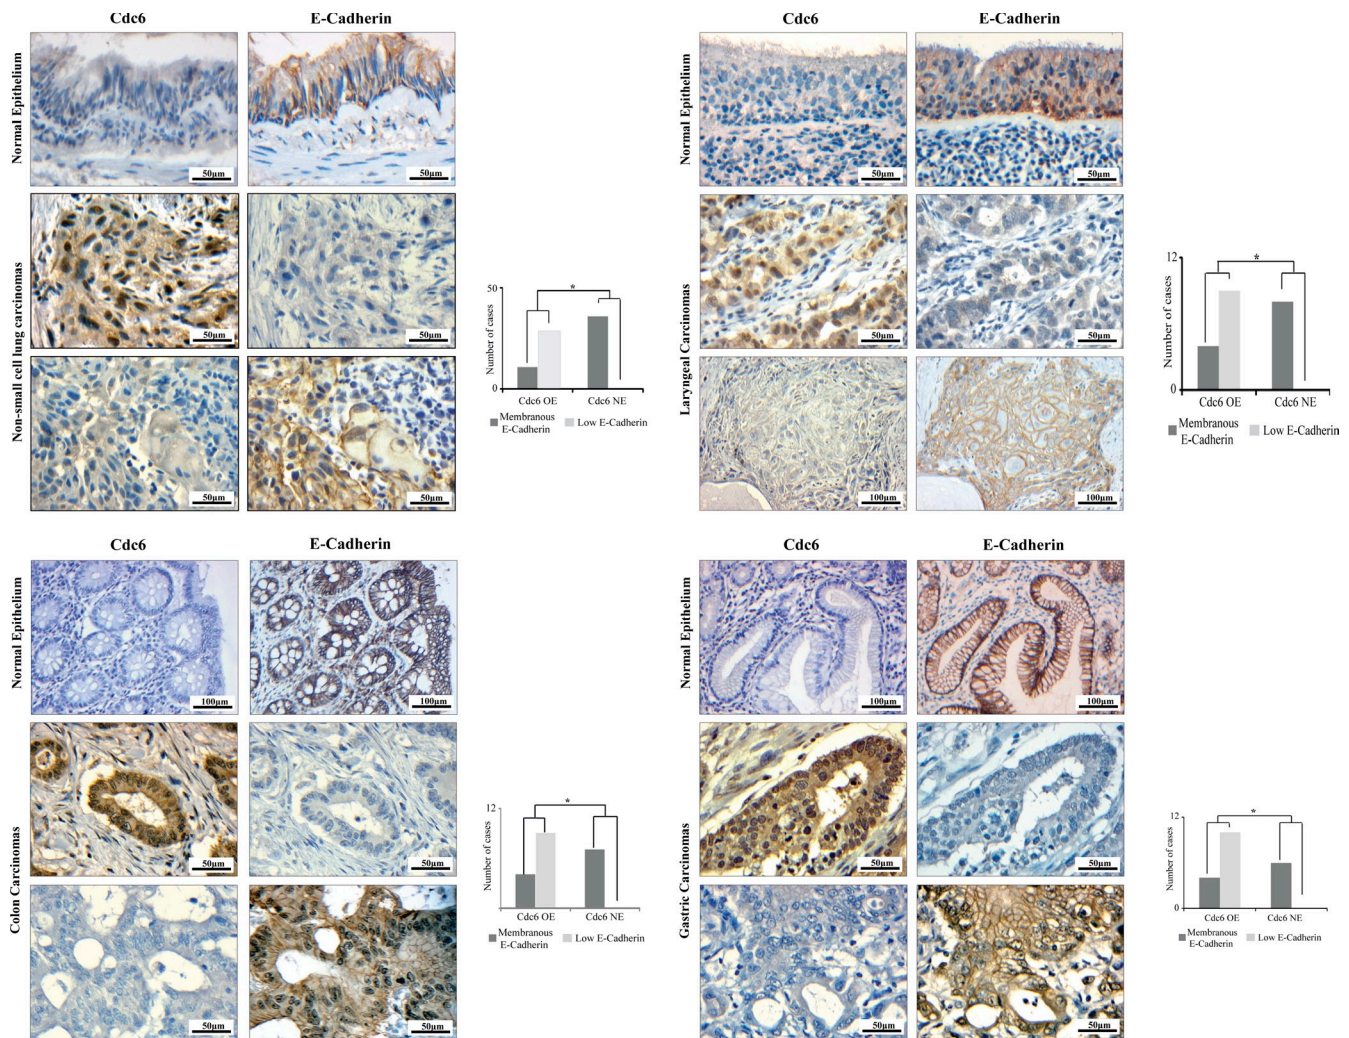 Cdc6
E-Cadherin
Normal Epithelium
50µm
50µm
Non-small cell lung carcinomas
50µm
50µm
50µm
50µm
50
Number of cases
0
*
Cdc6 OE
Cdc6 NE
Membranous
E-Cadherin
Low E-Cadherin
Cdc6
E-Cadherin
Normal Epithelium
50µm
50µm
Laryngeal Carcinomas
50µm
50µm
100µm
100µm
12
Number of cases
0
*
Cdc6 OE
Cdc6 NE
Membranous
E-Cadherin
Low E-Cadherin
Cdc6
E-Cadherin
Normal Epithelium
100µm
100µm
Colon Carcinomas
50µm
50µm
50µm
50µm
12
Number of cases
0
*
Cdc6 OE
Cdc6 NE
Membranous
E-Cadherin
Low E-Cadherin
Cdc6
E-Cadherin
Normal Epithelium
100µm
100µm
Gastric Carcinomas
50µm
50µm
50µm
50µm
12
Number of cases
0
*
Cdc6 OE
Cdc6 NE
Membranous
E-Cadherin
Low E-Cadherin